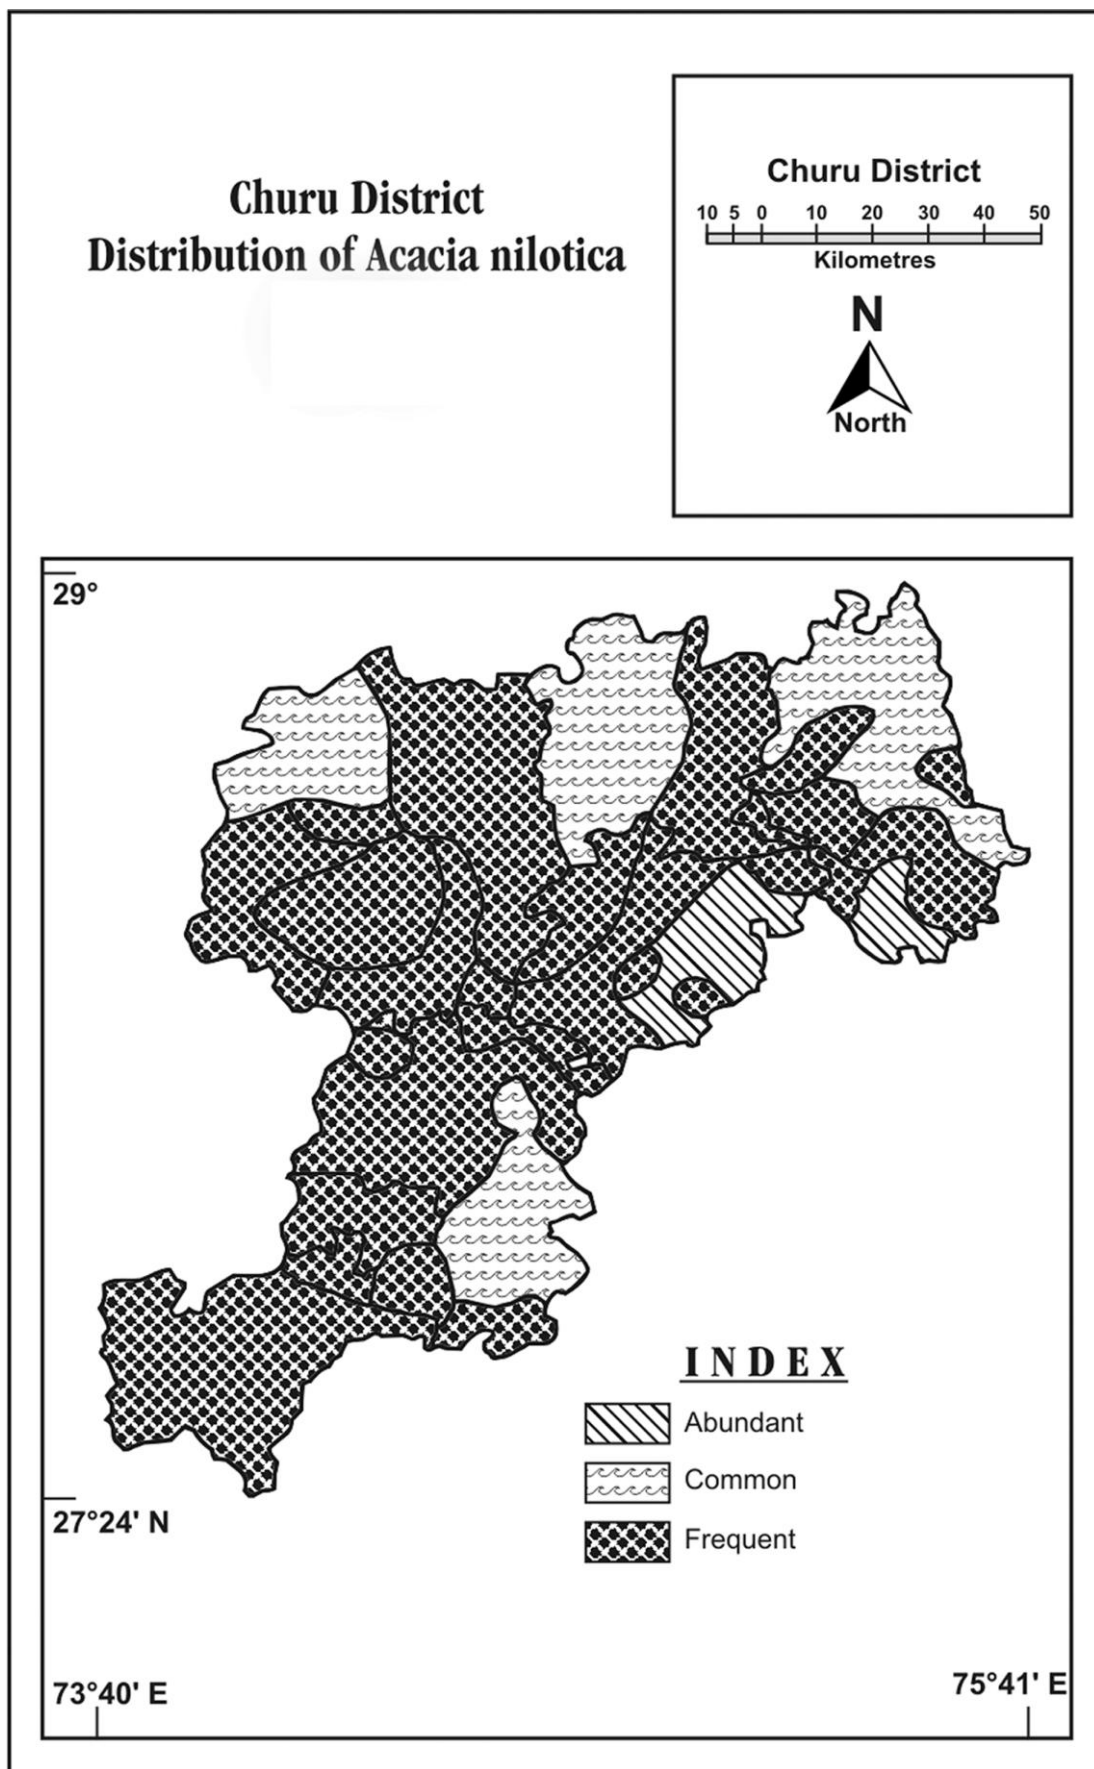 Churu District
Distribution of Acacia nilotica
Churu District
10 5 0 10 20 30 40 50
Kilometres
N
North
29°
INDEX
Abundant
Common
Frequent
27°24' N
73°40' E
75°41' E